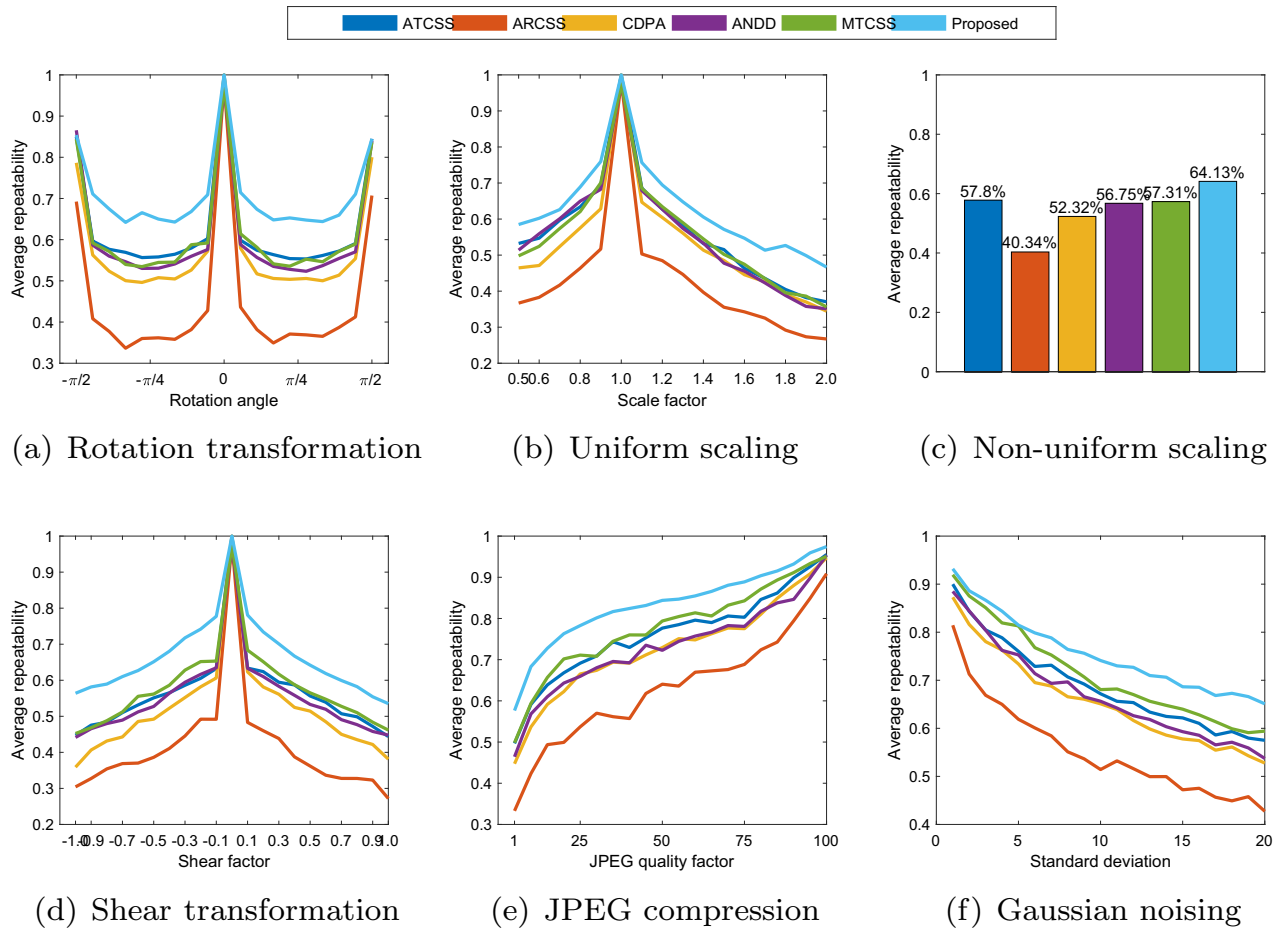 ATCSS ARCSS CDPA ANDD MTCSS Proposed
1
0.9
0.8
0.7
0.6
0.5
0.4
0.3
Average repeatability
-π/2 -π/4 0 π/4 π/2
Rotation angle
(a) Rotation transformation
1
0.9
0.8
0.7
0.6
0.5
0.4
0.3
0.2
Average repeatability
0.5 0.6 0.8 1.0 1.2 1.4 1.6 1.8 2.0
Scale factor
(b) Uniform scaling
1
0.8
0.6
0.4
0.2
0
Average repeatability
57.8% 40.34% 52.32% 56.75% 57.31% 64.13%
(c) Non-uniform scaling
1
0.9
0.8
0.7
0.6
0.5
0.4
0.3
0.2
Average repeatability
-1.0 -0.9 -0.7 -0.5 -0.3 -0.1 0.1 0.3 0.5 0.7 0.9 1.0
Shear factor
(d) Shear transformation
1
0.9
0.8
0.7
0.6
0.5
0.4
0.3
Average repeatability
1 25 50 75 100
JPEG quality factor
(e) JPEG compression
1
0.9
0.8
0.7
0.6
0.5
0.4
Average repeatability
0 5 10 15 20
Standard deviation
(f) Gaussian noising